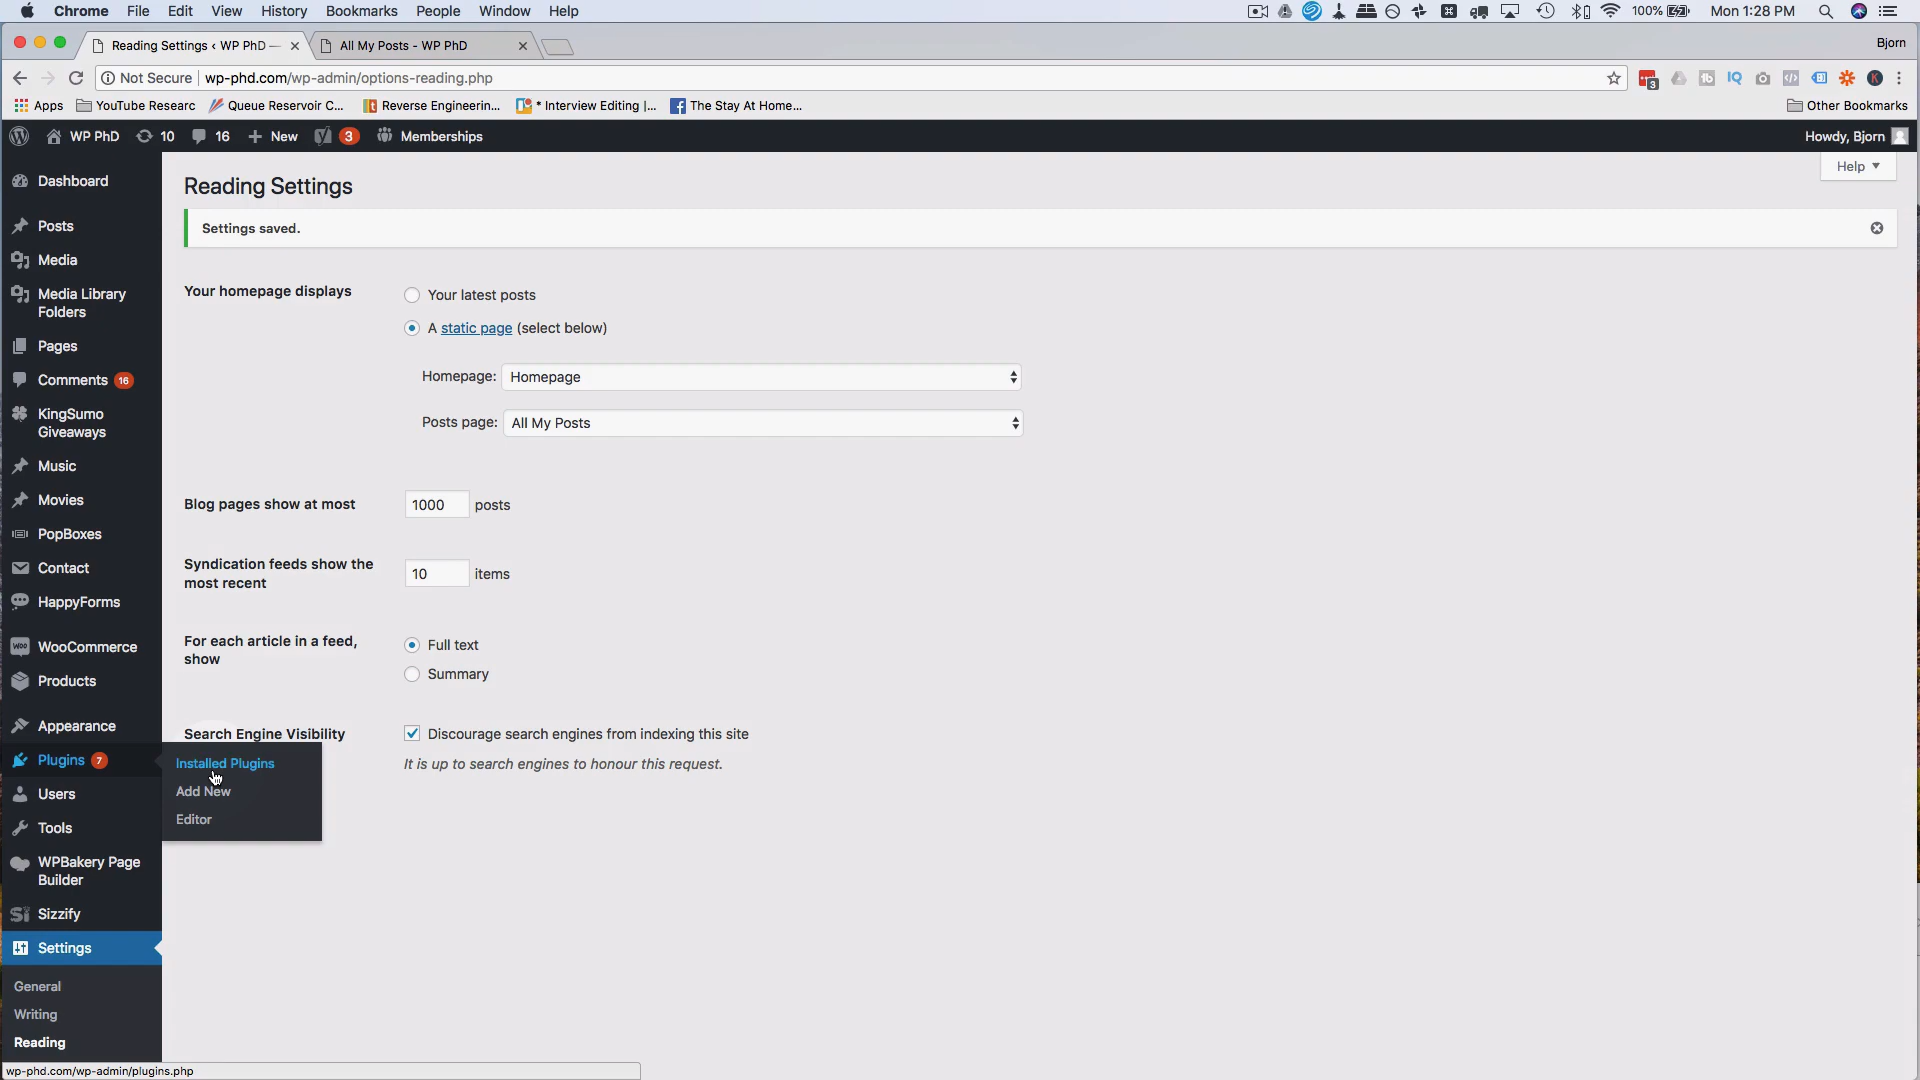 Chrome File Edit View History Bookmarks People Window Help 100% Mon 1:28 PM
Reading Settings ‹ WP PhD — All My Posts - WP PhD Bjorn
Not Secure wp-phd.com/wp-admin/options-reading.php 3
Apps YouTube Researc Queue Reservoir C... Reverse Engineerin... * Interview Editing |... The Stay At Home... Other Bookmarks
WP PhD 10 16 New 3 Memberships Howdy, Bjorn
Help
Dashboard
Posts
Media
Media Library
Folders
Pages
Comments 16
KingSumo
Giveaways
Music
Movies
PopBoxes
Contact
HappyForms
WooCommerce
Products
Appearance
Plugins 7
Users
Tools
WPBakery Page
Builder
Sizzify
Settings
General
Writing
Reading
Installed Plugins
Add New
Editor
Reading Settings
Settings saved.
Your homepage displays
Your latest posts
A static page (select below)
Homepage: Homepage
Posts page: All My Posts
Blog pages show at most 1000 posts
Syndication feeds show the
most recent
10 items
For each article in a feed,
show
Full text
Summary
Search Engine Visibility
Discourage search engines from indexing this site
It is up to search engines to honour this request.
wp-phd.com/wp-admin/plugins.php